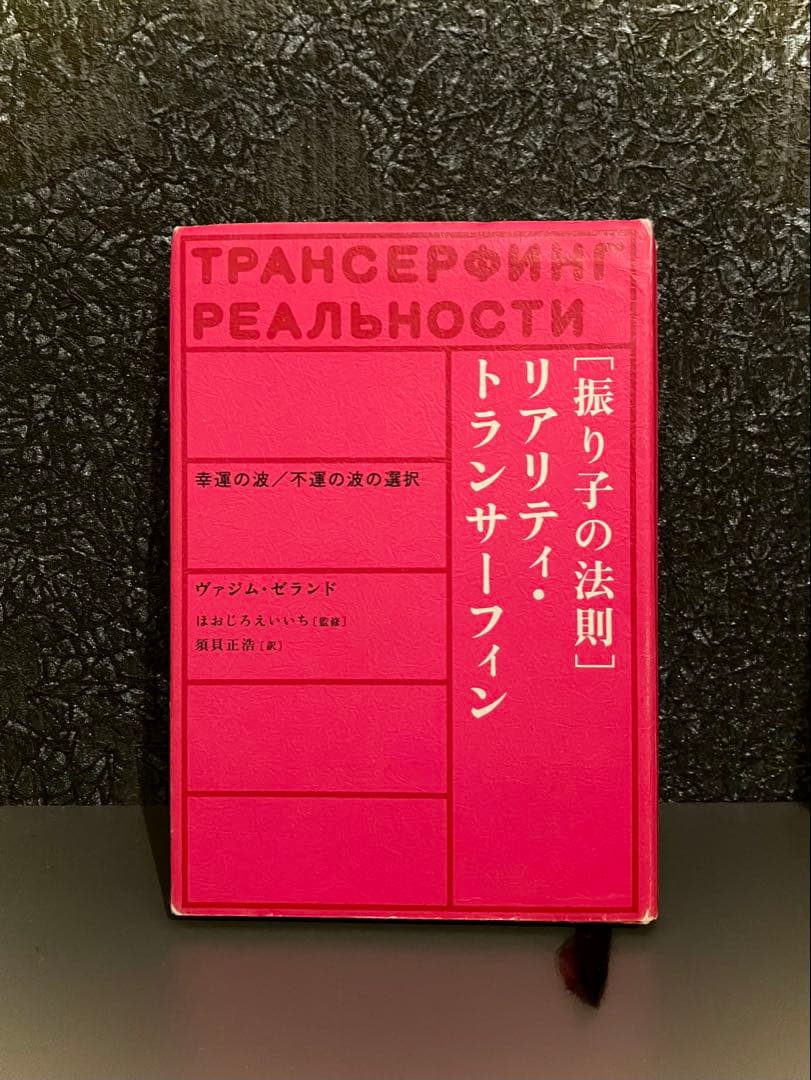 ТРАНСЕРФИНГ
РЕАЛЬНОСТИ
[振り子の法則]
リアリティ・
トランサーフィン
幸運の波／不運の波の選択
ヴァジム・ゼランド
ほおじろえいいち[監修]
須貝正浩[訳]